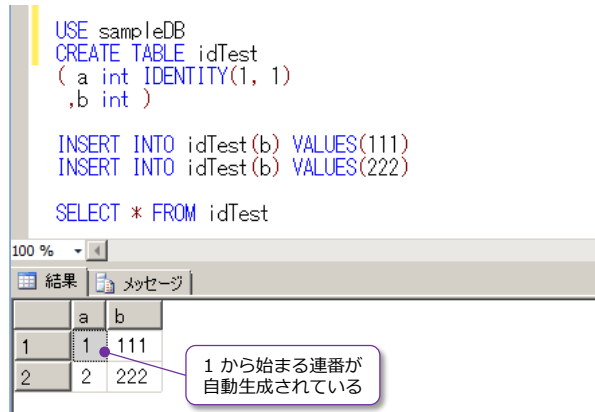 USE sampleDB
CREATE TABLE idTest
( a int IDENTITY(1, 1)
,b int )
INSERT INTO idTest(b) VALUES(111)
INSERT INTO idTest(b) VALUES(222)
SELECT * FROM idTest
100 %
結果 メッセージ
a b
1 1 111
2 2 222
1 から始まる連番が
自動生成されている